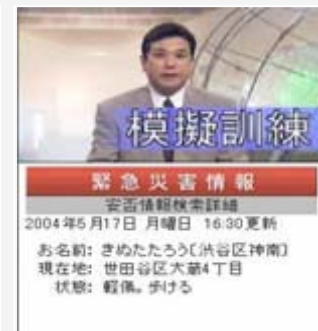 模擬訓練
緊急災害情報
安否情報検索詳細
2004年5月17日 月曜日 16:30更新
お名前: きぬたたろう[渋谷区神南]
現在地: 世田谷区大蔵4丁目
状態: 軽傷。歩ける